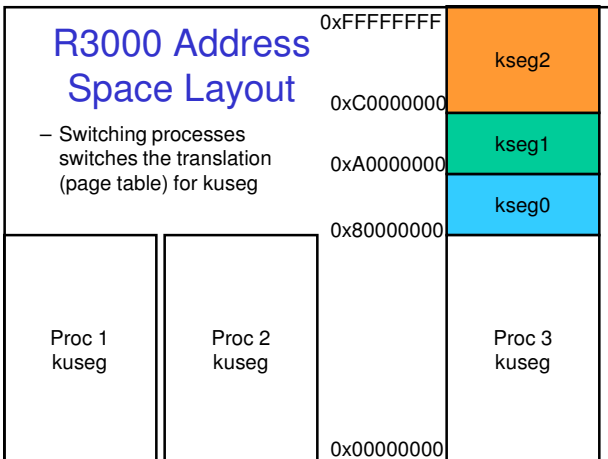 R3000 Address
Space Layout
– Switching processes
switches the translation
(page table) for kuseg
0xFFFFFFFF
kseg2
0xC0000000
kseg1
0xA0000000
kseg0
0x80000000
Proc 1
kuseg
Proc 2
kuseg
Proc 3
kuseg
0x00000000